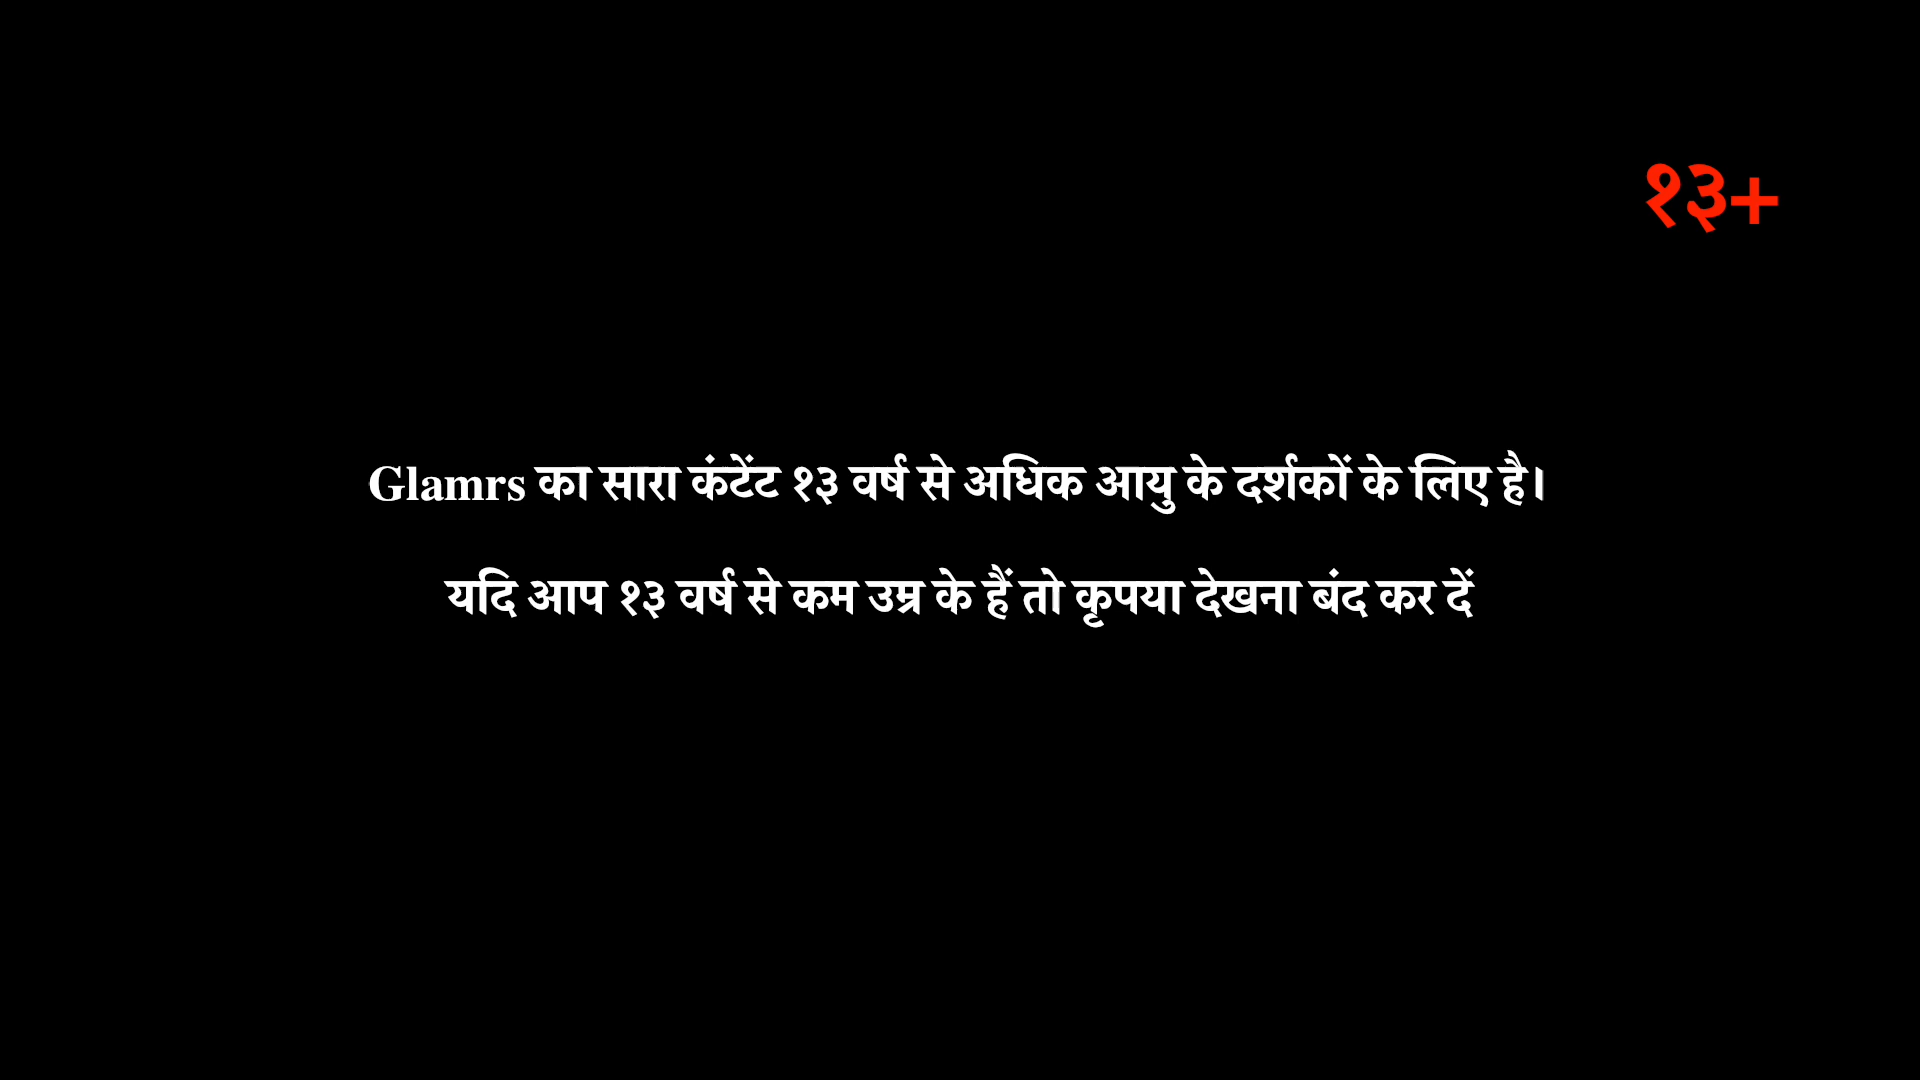 १३+
Glamrs का सारा कंटेंट १३ वर्ष से अधिक आयु के दर्शकों के लिए है।
यदि आप १३ वर्ष से कम उम्र के हैं तो कृपया देखना बंद कर दें